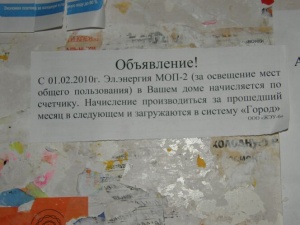 Объявление!
С 01.02.2010г. Эл.энергия МОП-2 (за освещение мест
общего пользования) в Вашем доме начисляется по
счетчику. Начисление производиться за прошедший
месяц в следующем и загружаются в систему «Город»
ООО